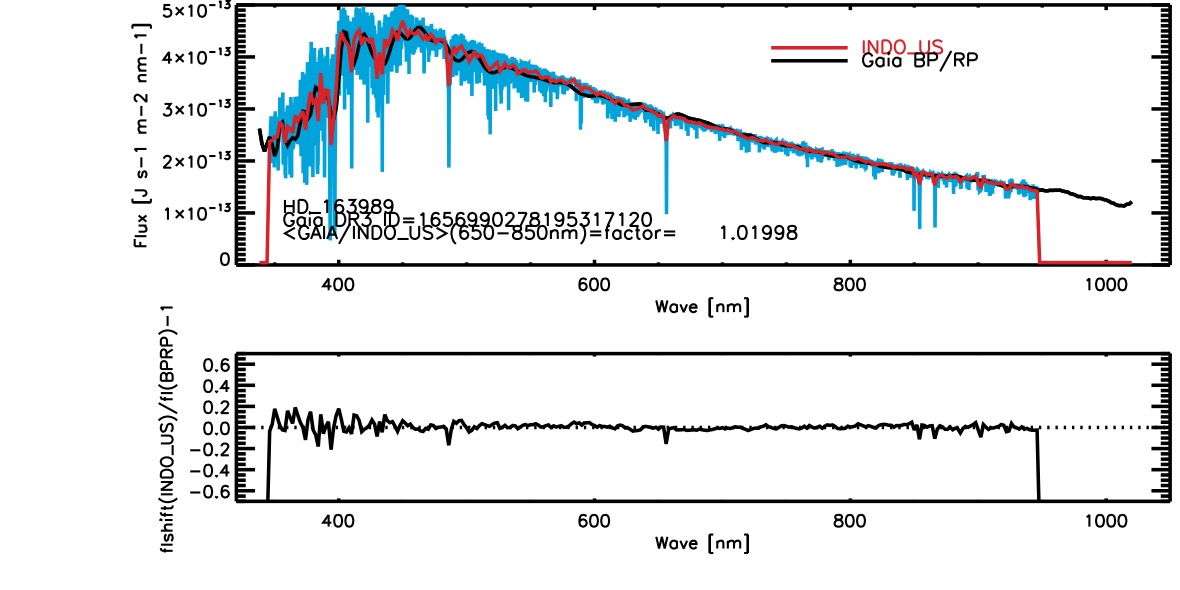 5×10−13
4×10−13
3×10−13
2×10−13
1×10−13
0
Flux [J s−1 m−2 nm−1]
INDO_US
Gaia BP/RP
HD_163989
Gaia DR3 ID=1656990278195317120
<GAIA/INDO_US>(650−850nm)=factor= 1.01998
400 600 800 1000
Wave [nm]
flshift(INDO_US)/fl(BPRP)−1
0.6
0.4
0.2
0.0
−0.2
−0.4
−0.6
400 600 800 1000
Wave [nm]